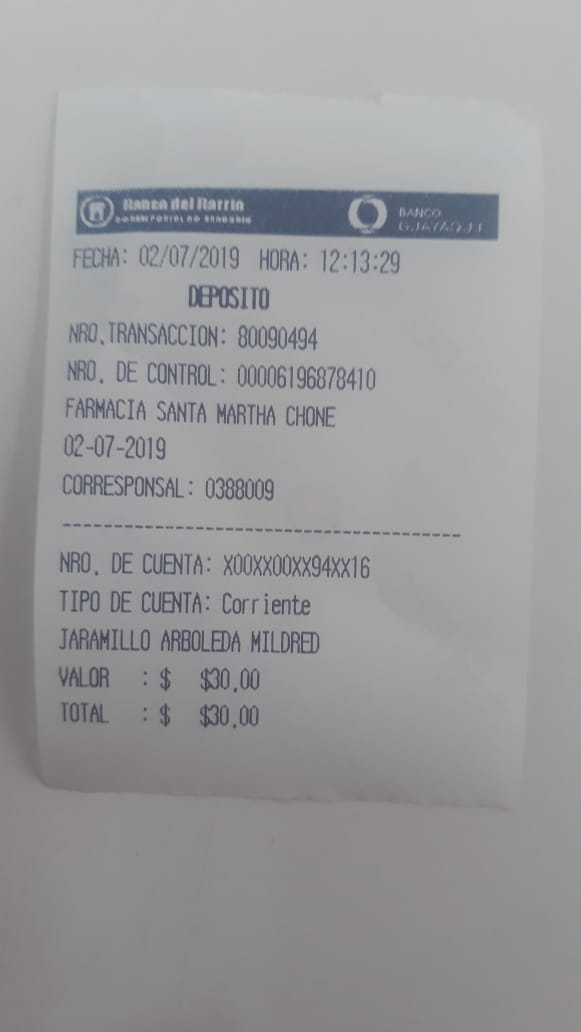 Banco del Barrio
BANCO
GUAYAQUIL
FECHA: 02/07/2019 HORA: 12:13:29
DEPOSITO
NRO.TRANSACCION: 80090494
NRO. DE CONTROL: 00006196878410
FARMACIA SANTA MARTHA CHONE
02-07-2019
CORRESPONSAL: 0388009
---------------------------------------
NRO. DE CUENTA: X00XX00XX94XX16
TIPO DE CUENTA: Corriente
JARAMILLO ARBOLEDA MILDRED
VALOR : $ $30,00
TOTAL : $ $30,00